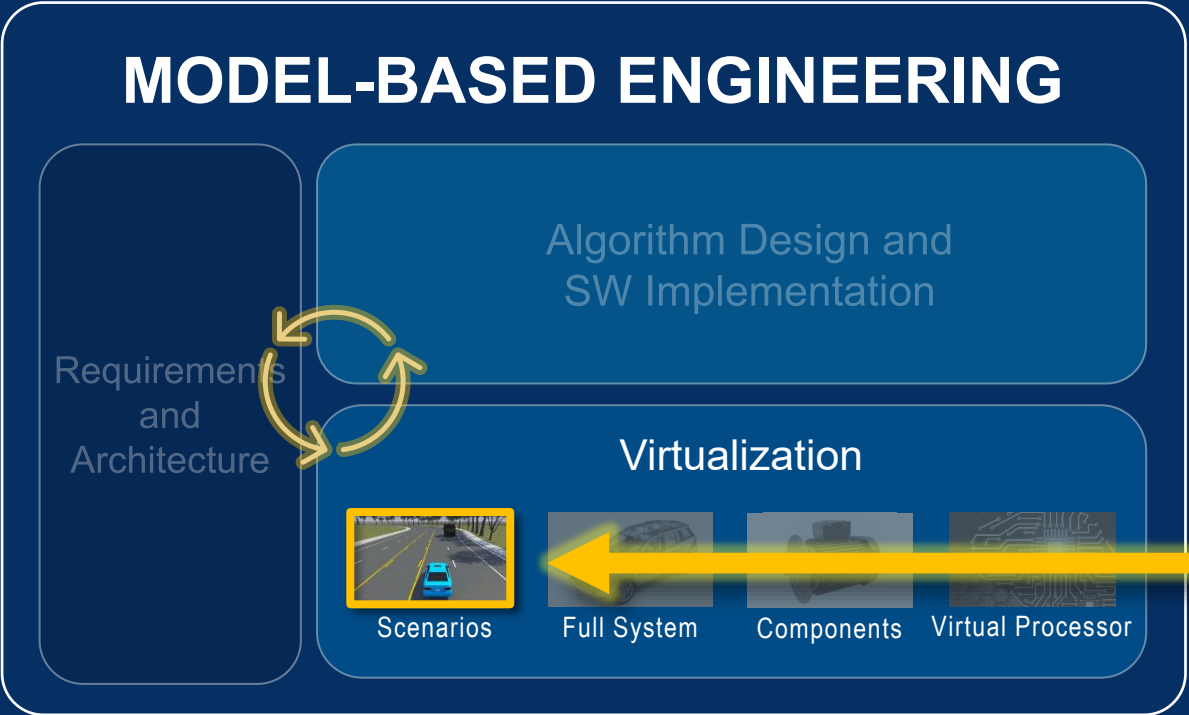 MODEL-BASED ENGINEERING
Requirements
and
Architecture
Algorithm Design and
SW Implementation
Virtualization
Scenarios
Full System
Components
Virtual Processor